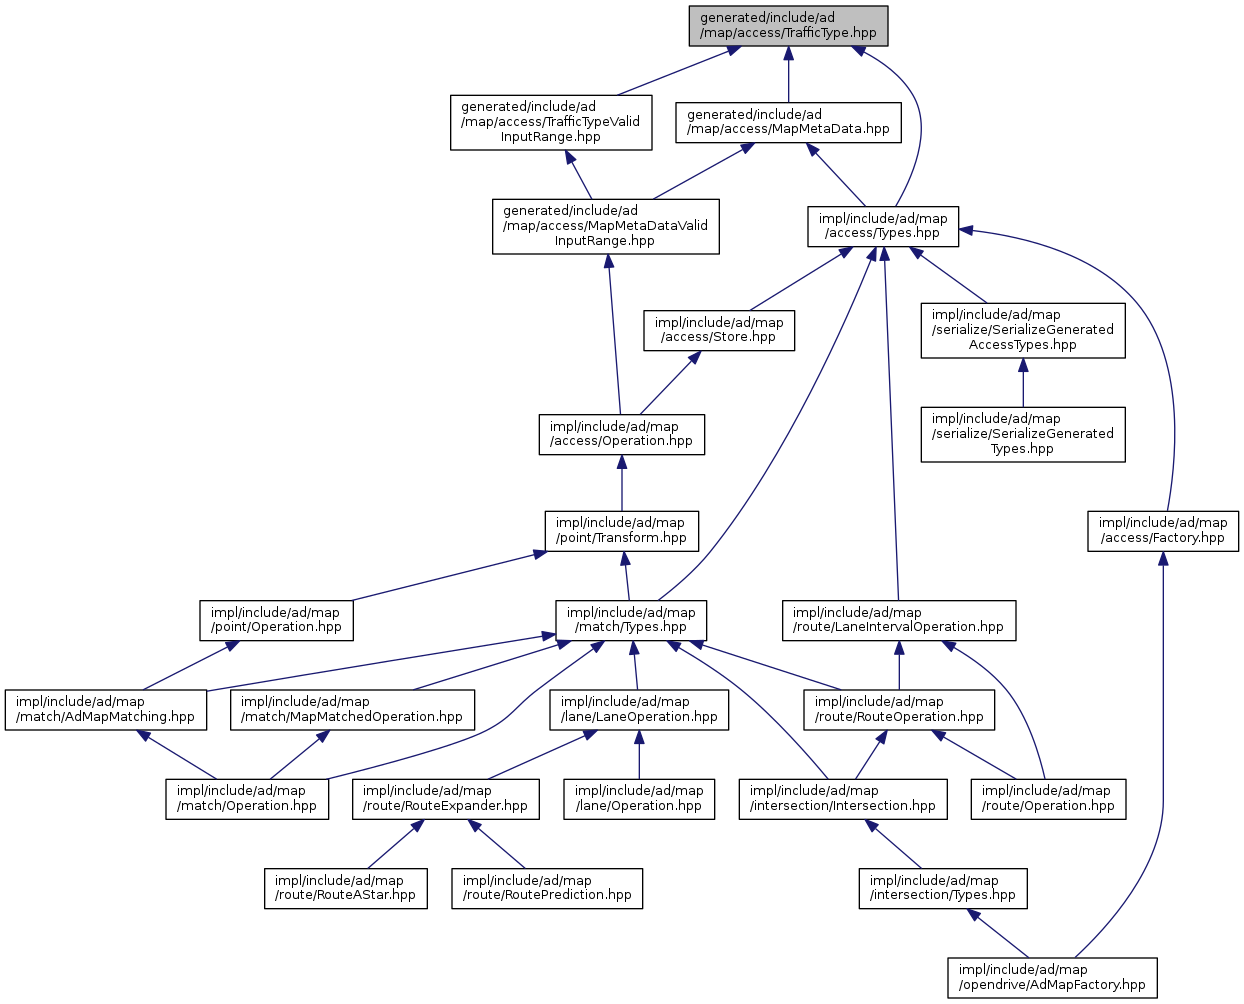 generated/include/ad
/map/access/TrafficType.hpp
generated/include/ad
/map/access/TrafficTypeValid
InputRange.hpp
generated/include/ad
/map/access/MapMetaData.hpp
generated/include/ad
/map/access/MapMetaDataValid
InputRange.hpp
impl/include/ad/map
/access/Types.hpp
impl/include/ad/map
/access/Store.hpp
impl/include/ad/map
/serialize/SerializeGenerated
AccessTypes.hpp
impl/include/ad/map
/access/Operation.hpp
impl/include/ad/map
/serialize/SerializeGenerated
Types.hpp
impl/include/ad/map
/point/Transform.hpp
impl/include/ad/map
/access/Factory.hpp
impl/include/ad/map
/point/Operation.hpp
impl/include/ad/map
/match/Types.hpp
impl/include/ad/map
/route/LaneIntervalOperation.hpp
impl/include/ad/map
/match/AdMapMatching.hpp
impl/include/ad/map
/match/MapMatchedOperation.hpp
impl/include/ad/map
/lane/LaneOperation.hpp
impl/include/ad/map
/route/RouteOperation.hpp
impl/include/ad/map
/match/Operation.hpp
impl/include/ad/map
/route/RouteExpander.hpp
impl/include/ad/map
/lane/Operation.hpp
impl/include/ad/map
/intersection/Intersection.hpp
impl/include/ad/map
/route/Operation.hpp
impl/include/ad/map
/route/RouteAStar.hpp
impl/include/ad/map
/route/RoutePrediction.hpp
impl/include/ad/map
/intersection/Types.hpp
impl/include/ad/map
/opendrive/AdMapFactory.hpp